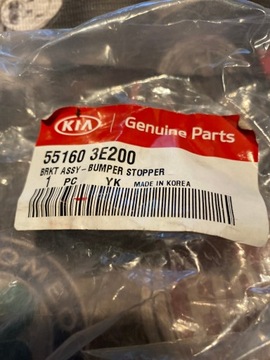 KIA Genuine Parts
55160 3E200
BRKT ASSY-BUMPER STOPPER
1 PC YK MADE IN KOREA